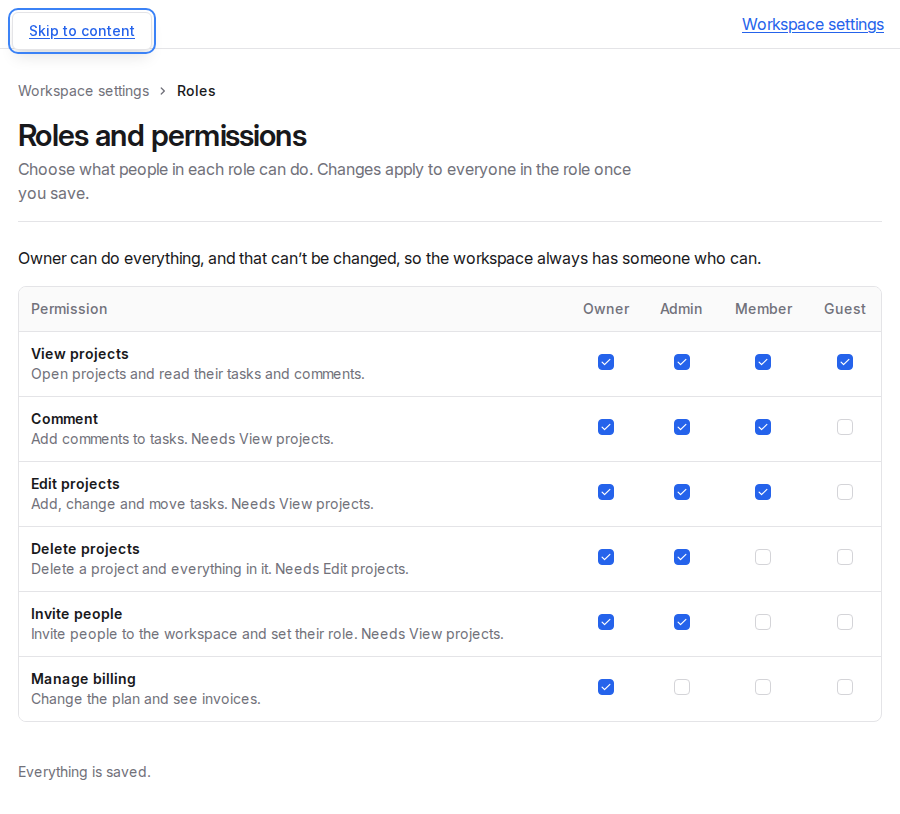 Skip to content
Workspace settings
Workspace settings > Roles
Roles and permissions
Choose what people in each role can do. Changes apply to everyone in the role once
you save.
Owner can do everything, and that can’t be changed, so the workspace always has someone who can.
Permission Owner Admin Member Guest
View projects
Open projects and read their tasks and comments.
Comment
Add comments to tasks. Needs View projects.
Edit projects
Add, change and move tasks. Needs View projects.
Delete projects
Delete a project and everything in it. Needs Edit projects.
Invite people
Invite people to the workspace and set their role. Needs View projects.
Manage billing
Change the plan and see invoices.
Everything is saved.